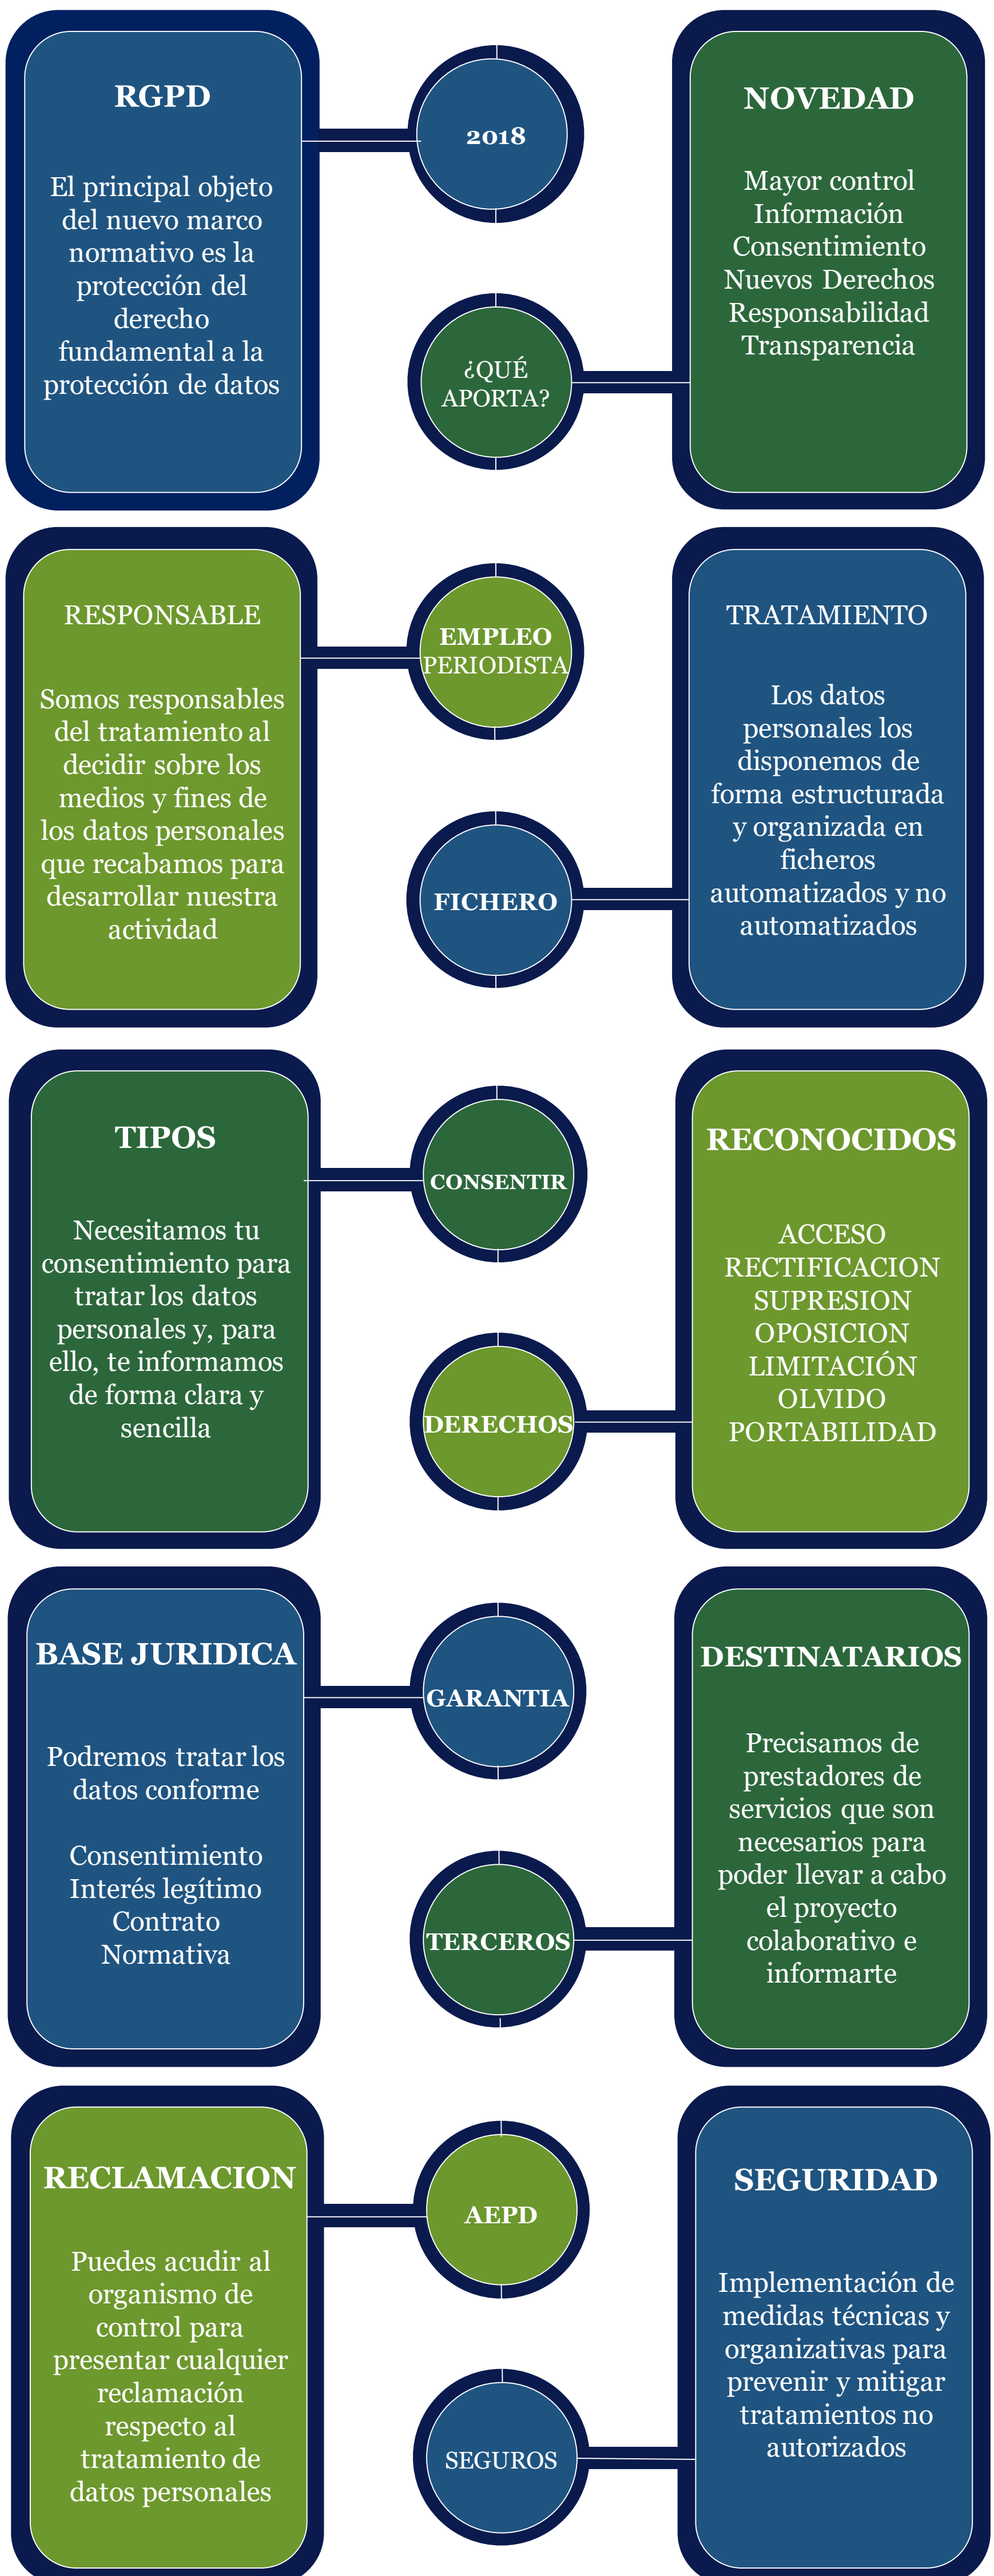 RGPD
El principal objeto
del nuevo marco
normativo es la
protección del
derecho
fundamental a la
protección de datos
2018
¿QUÉ
APORTA?
NOVEDAD
Mayor control
Información
Consentimiento
Nuevos Derechos
Responsabilidad
Transparencia
RESPONSABLE
Somos responsables
del tratamiento al
decidir sobre los
medios y fines de
los datos personales
que recabamos para
desarrollar nuestra
actividad
EMPLEO
PERIODISTA
FICHERO
TRATAMIENTO
Los datos
personales los
disponemos de
forma estructurada
y organizada en
ficheros
automatizados y no
automatizados
TIPOS
Necesitamos tu
consentimiento para
tratar los datos
personales y, para
ello, te informamos
de forma clara y
sencilla
CONSENTIR
DERECHOS
RECONOCIDOS
ACCESO
RECTIFICACION
SUPRESION
OPOSICION
LIMITACIÓN
OLVIDO
PORTABILIDAD
BASE JURIDICA
Podremos tratar los
datos conforme
Consentimiento
Interés legítimo
Contrato
Normativa
GARANTIA
TERCEROS
DESTINATARIOS
Precisamos de
prestadores de
servicios que son
necesarios para
poder llevar a cabo
el proyecto
colaborativo e
informarte
RECLAMACION
Puedes acudir al
organismo de
control para
presentar cualquier
reclamación
respecto al
tratamiento de
datos personales
AEPD
SEGUROS
SEGURIDAD
Implementación de
medidas técnicas y
organizativas para
prevenir y mitigar
tratamientos no
autorizados